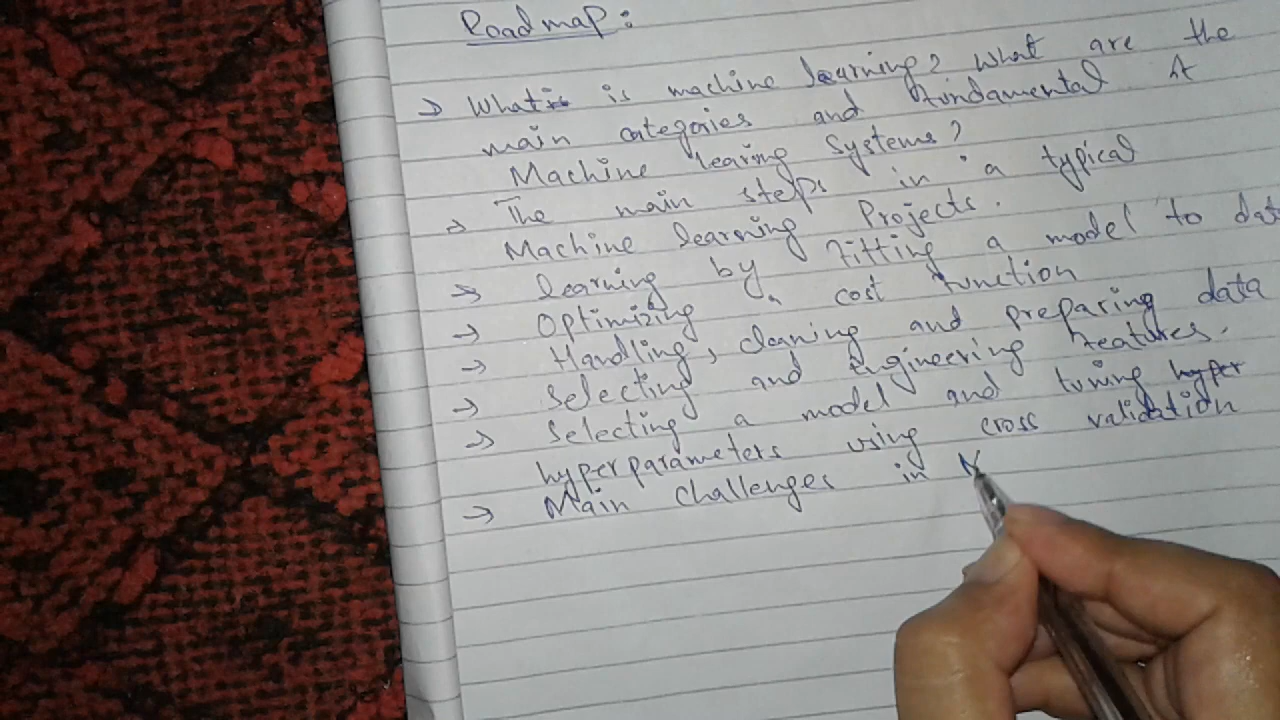 Roadmap:
→ What is machine learning? What are the
main categories and fundamental of
Machine learing Systems?
→ The main steps in a typical
Machine learning Projects.
→ learning by fitting a model to dat
→ Optimizing a cost function
→ Handling, cleaning and preparing data
→ Selecting and Engineering features.
→ Selecting a model and tuning hyper
hyperparameters using cross validation
→ Main Challenges in